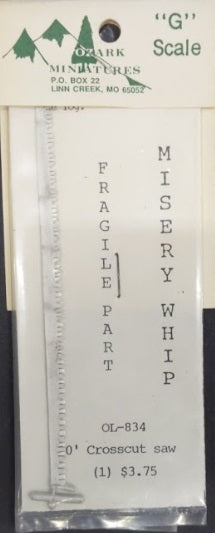 OZARK
MINIATURES
P.O. BOX 22
LINN CREEK, MO 65052
"G"
Scale
FRAGILE PART
MISERY WHIP
OL-834
0' Crosscut saw
(1) $3.75